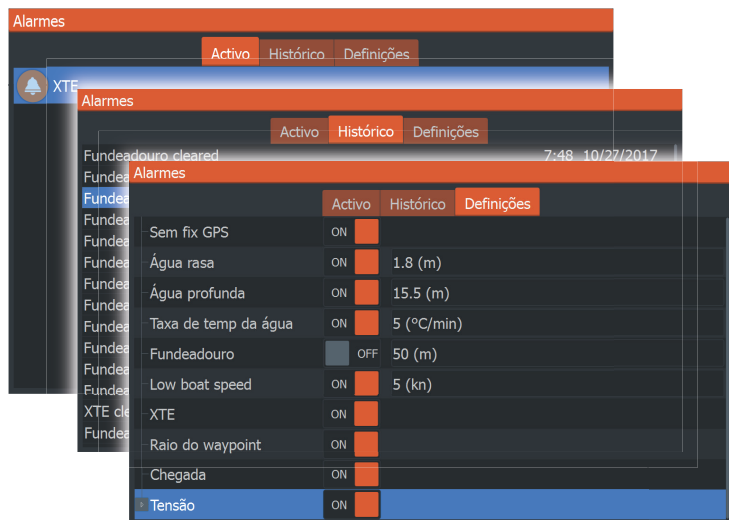 Alarmes
Activo Histórico Definições
XTE
Alarmes
Activo Histórico Definições
Fundeadouro cleared 7:48 10/27/2017
Alarmes
Activo Histórico Definições
Sem fix GPS ON
Água rasa ON 1.8 (m)
Água profunda ON 15.5 (m)
Taxa de temp da água ON 5 (°C/min)
Fundeadouro OFF 50 (m)
Low boat speed ON 5 (kn)
XTE ON
Raio do waypoint ON
Chegada ON
Tensão ON
XTE